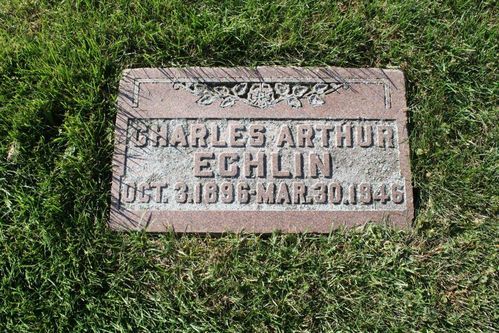 CHARLES ARTHUR
ECHLIN
OCT. 3.1896-MAR.30.1946